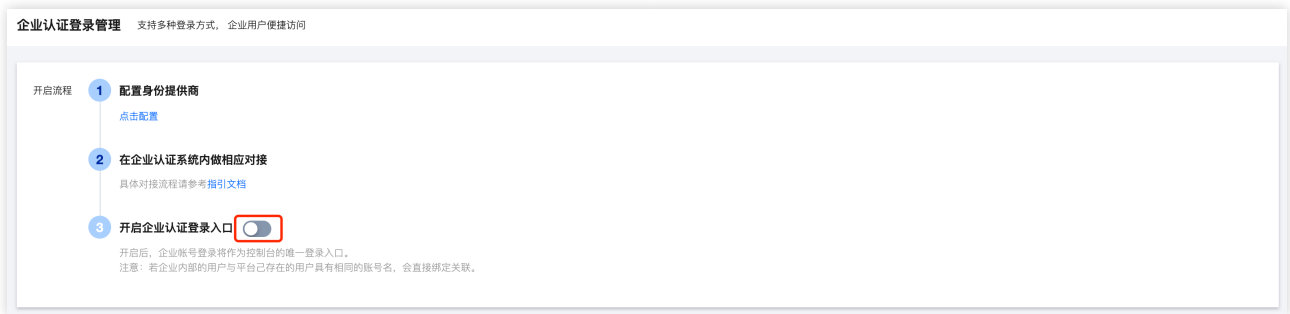 企业认证登录管理 支持多种登录方式, 企业用户便捷访问
开启流程 1 配置身份提供商
点击配置
2 在企业认证系统内做相应对接
具体对接流程请参考指引文档
3 开启企业认证登录入口
开启后，企业帐号登录将作为控制台的唯一登录入口。
注意：若企业内部的用户与平台已存在的用户具有相同的账号名，会直接绑定关联。